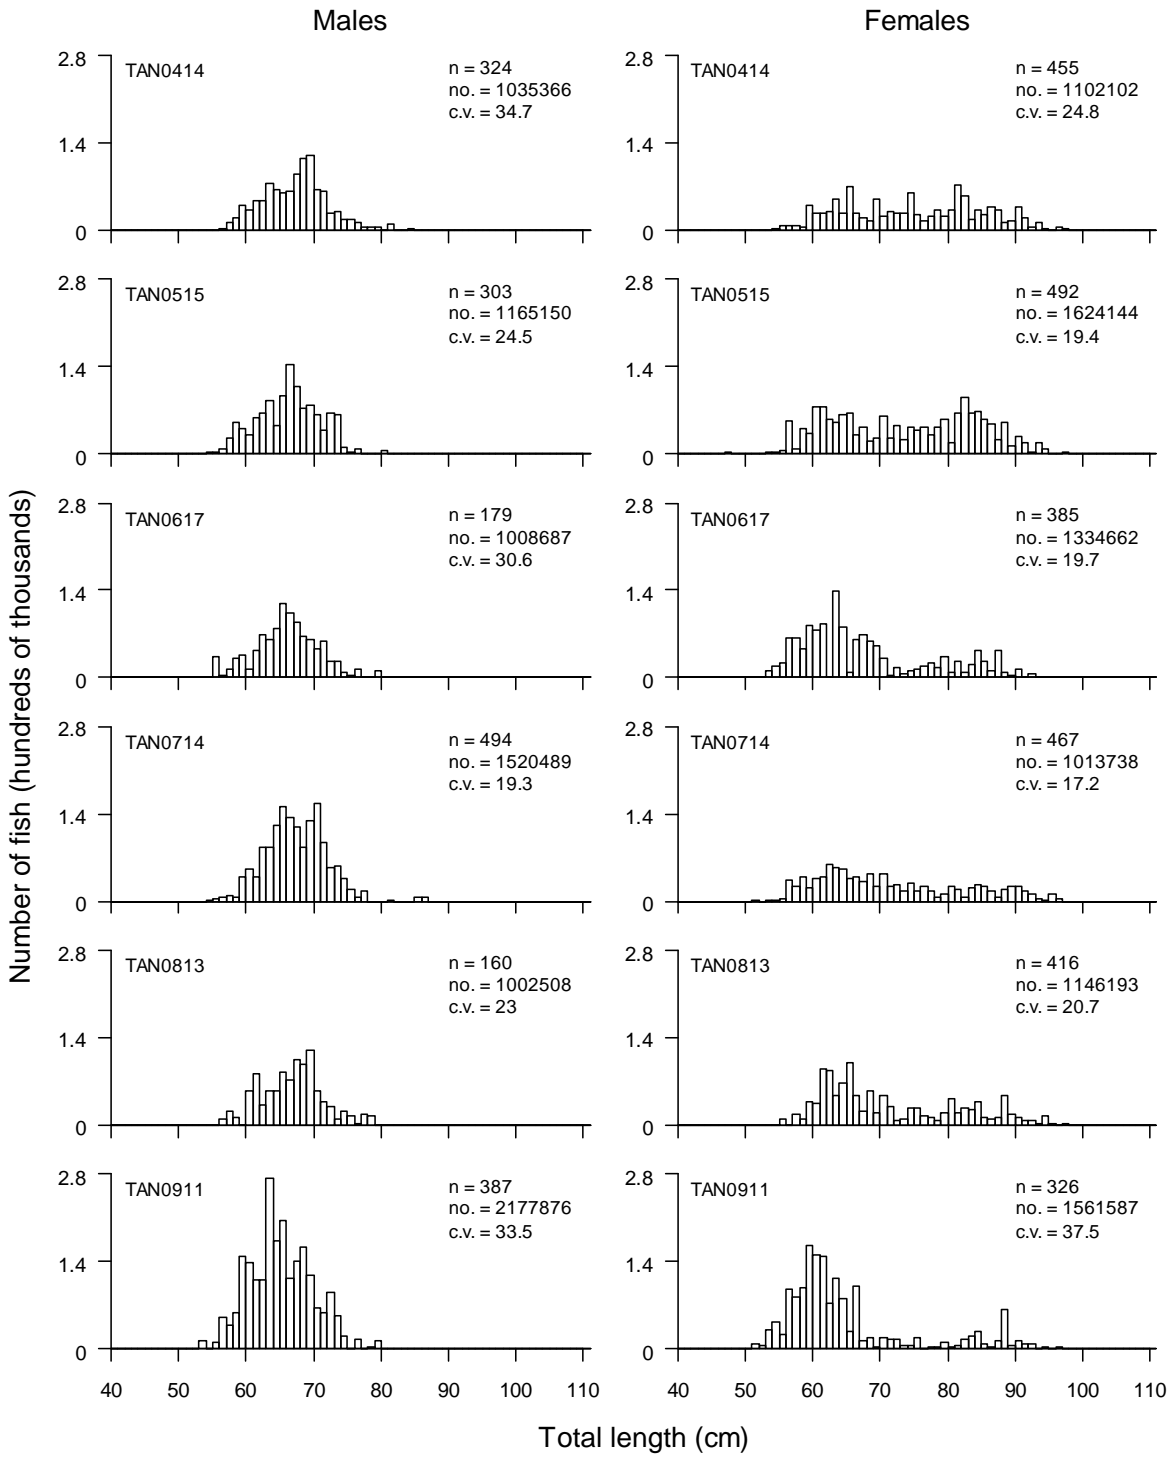 Males Females
2.8
1.4
0
TAN0414
n = 324
no. = 1035366
c.v. = 34.7
TAN0414
n = 455
no. = 1102102
c.v. = 24.8
2.8
1.4
0
TAN0515
n = 303
no. = 1165150
c.v. = 24.5
2.8
1.4
0
TAN0515
n = 492
no. = 1624144
c.v. = 19.4
2.8
1.4
0
TAN0617
n = 179
no. = 1008687
c.v. = 30.6
2.8
1.4
0
TAN0617
n = 385
no. = 1334662
c.v. = 19.7
2.8
1.4
0
TAN0714
n = 494
no. = 1520489
c.v. = 19.3
2.8
1.4
0
TAN0714
n = 467
no. = 1013738
c.v. = 17.2
2.8
1.4
0
TAN0813
n = 160
no. = 1002508
c.v. = 23
2.8
1.4
0
TAN0813
n = 416
no. = 1146193
c.v. = 20.7
2.8
1.4
0
TAN0911
n = 387
no. = 2177876
c.v. = 33.5
2.8
1.4
0
TAN0911
n = 326
no. = 1561587
c.v. = 37.5
2.8
1.4
0
40 50 60 70 80 90 100 110
40 50 60 70 80 90 100 110
Number of fish (hundreds of thousands)
Total length (cm)